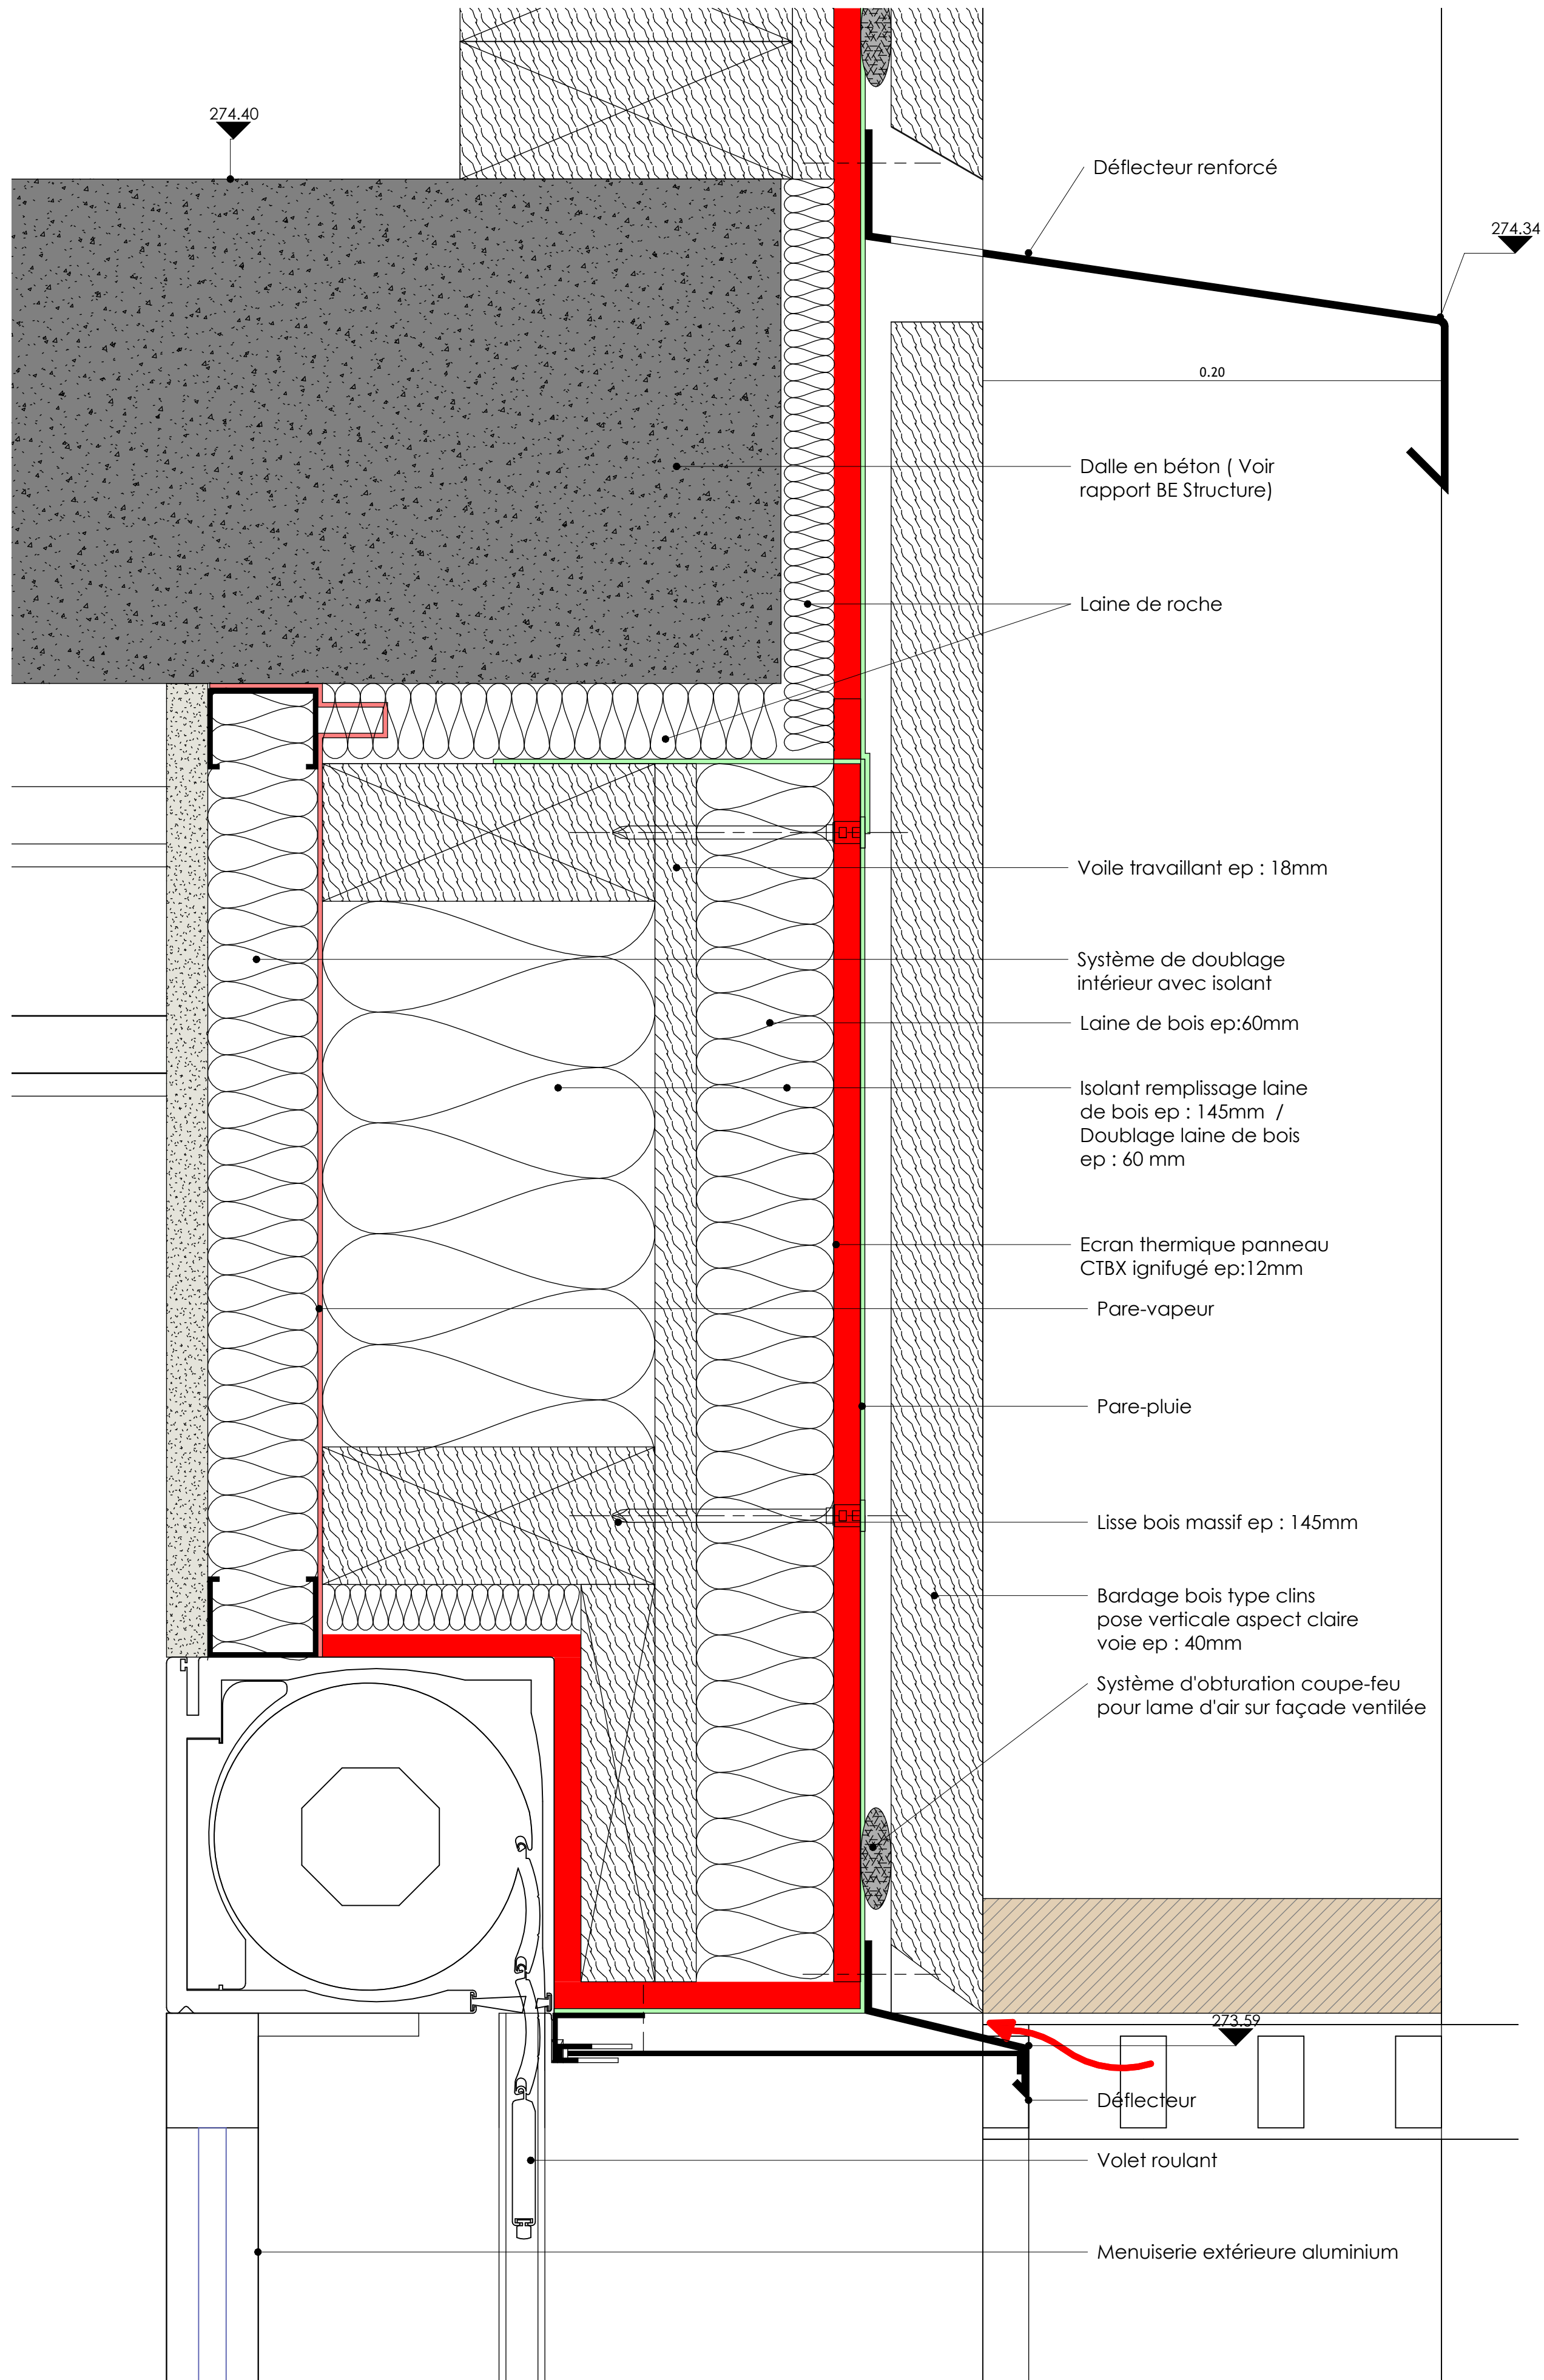 274.40
Déflecteur renforcé
274.34
0.20
Dalle en béton ( Voir
rapport BE Structure)
Laine de roche
Voile travaillant ep : 18mm
Système de doublage
intérieur avec isolant
Laine de bois ep:60mm
Isolant remplissage laine
de bois ep : 145mm /
Doublage laine de bois
ep : 60 mm
Ecran thermique panneau
CTBX ignifugé ep:12mm
Pare-vapeur
Pare-pluie
Lisse bois massif ep : 145mm
Bardage bois type clins
pose verticale aspect claire
voie ep : 40mm
Système d'obturation coupe-feu
pour lame d'air sur façade ventilée
273.59
Déflecteur
Volet roulant
Menuiserie extérieure aluminium